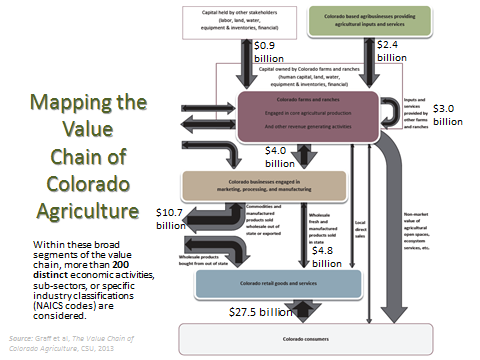 Capital held by other stakeholders
(labor, land, water,
equipment & inventories, financial)
Colorado based agribusinesses providing
agricultural inputs and services
$0.9
billion
$2.4
billion
Capital owned by Colorado farms and ranches
(human capital, land, water,
equipment & inventories, financial)
Mapping the
Value
Chain of
Colorado
Agriculture
Colorado farms and ranches
Engaged in core agricultural production
And other revenue generating activities
Inputs and
services
provided by
other farms
and ranches
$3.0
billion
$4.0
billion
Colorado businesses engaged in
marketing, processing, and manufacturing
$10.7
billion
Commodities and
manufactured
products sold
wholesale out of
state or exported
Wholesale
fresh and
manufactured
products sold
in state
$4.8
billion
Local
direct
sales
Non-market
value of
agricultural
open spaces,
ecosystem
services, etc.
Within these broad
segments of the value
chain, more than 200
distinct economic activities,
sub-sectors, or specific
industry classifications
(NAICS codes) are
considered.
Wholesale products
bought from out of state
Colorado retail goods and services
$27.5 billion
Source: Graff et al. The Value Chain of
Colorado Agriculture, CSU, 2013
Colorado consumers